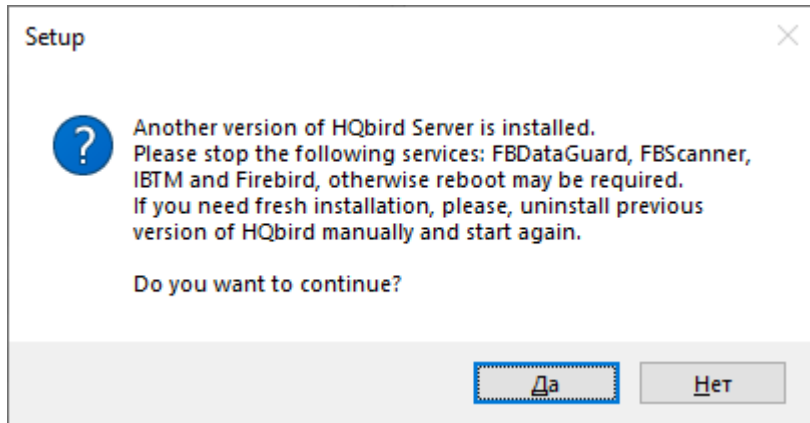 Setup
Another version of HQbird Server is installed.
Please stop the following services: FBDataGuard, FBScanner,
IBTM and Firebird, otherwise reboot may be required.
If you need fresh installation, please, uninstall previous
version of HQbird manually and start again.
Do you want to continue?
Да
Нет